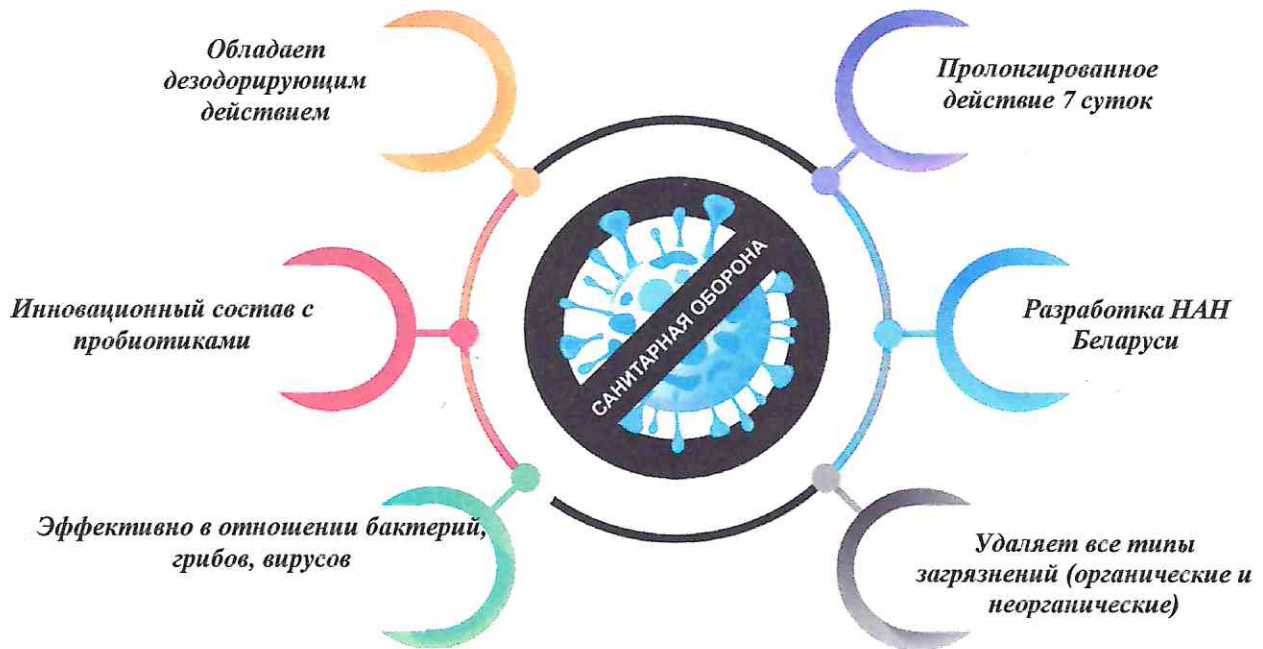 Обладает
дезодорирующим
действием
Пролонгированное
действие 7 суток
САНИТАРНАЯ ОБОРОНА
Инновационный состав с
пробиотиками
Разработка НАН
Беларуси
Эффективно в отношении бактерий,
грибов, вирусов
Удаляет все типы
загрязнений (органические и
неорганические)